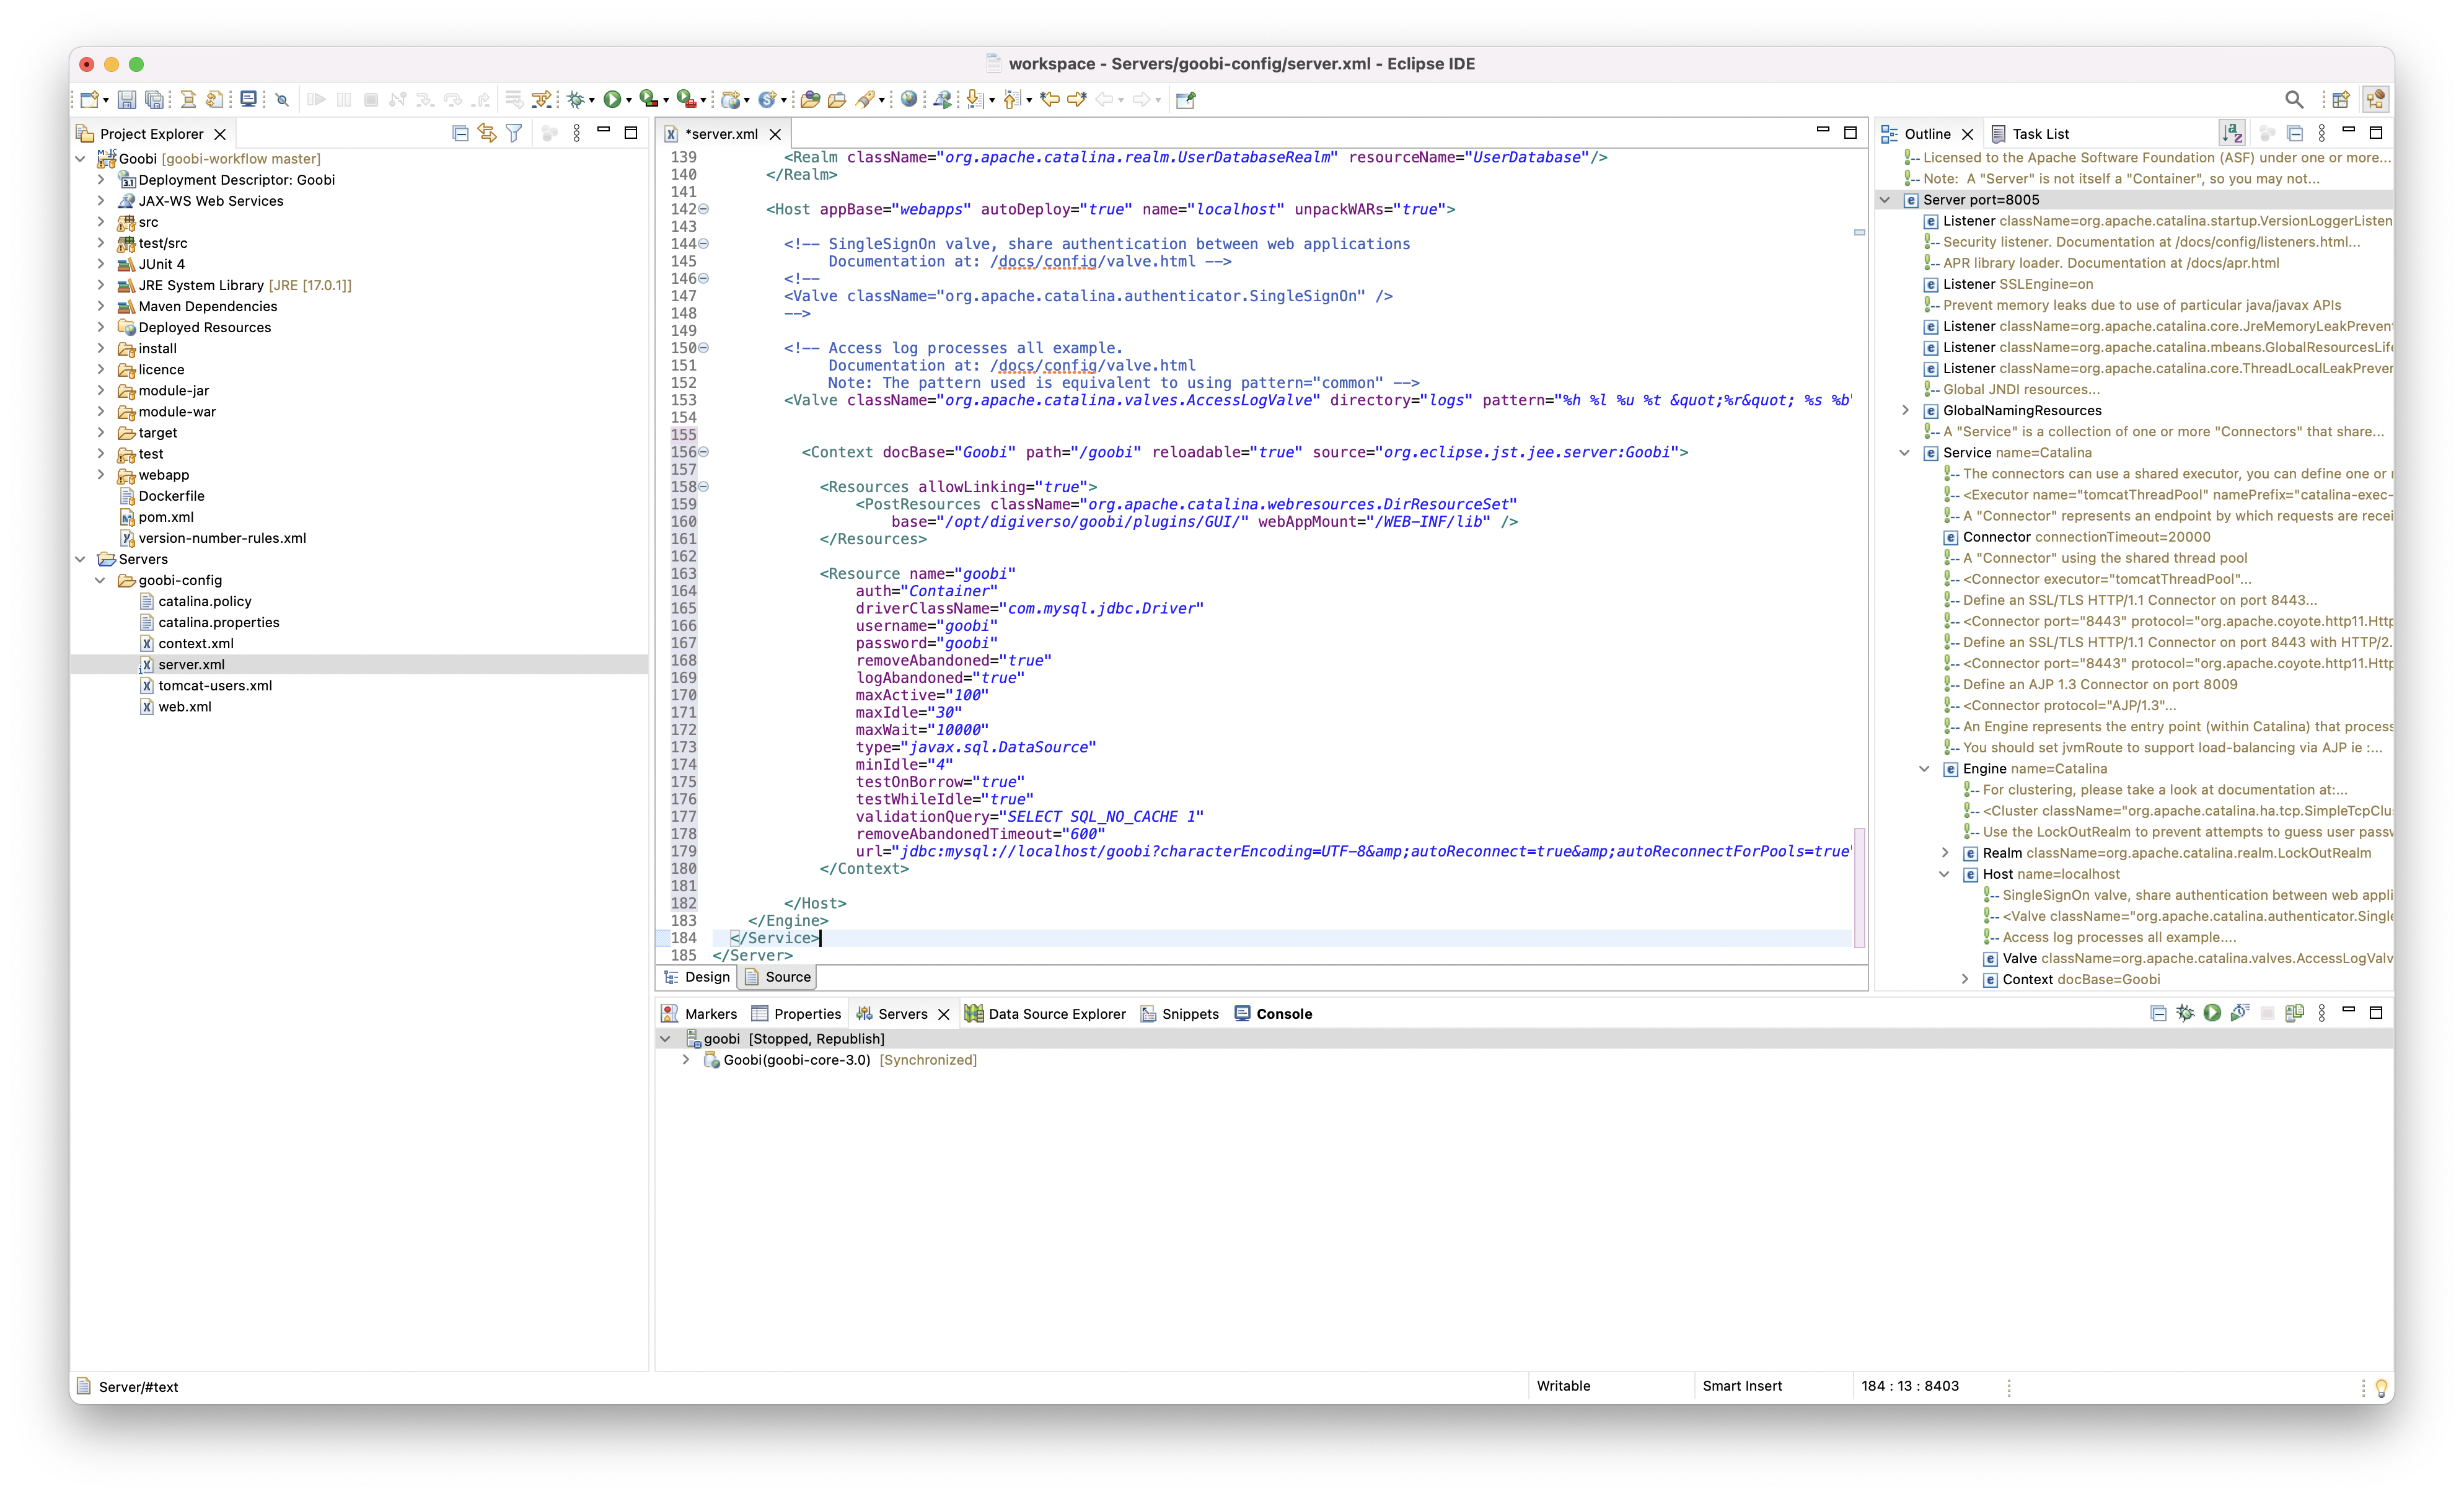 workspace - Servers/goobi-config/server.xml - Eclipse IDE
Project Explorer
Goobi [goobi-workflow master]
Deployment Descriptor: Goobi
JAX-WS Web Services
src
test/src
JUnit 4
JRE System Library [JRE [17.0.1]]
Maven Dependencies
Deployed Resources
install
licence
module-jar
module-war
target
test
webapp
Dockerfile
pom.xml
version-number-rules.xml
Servers
goobi-config
catalina.policy
catalina.properties
context.xml
server.xml
tomcat-users.xml
web.xml
*server.xml
139 <Realm className="org.apache.catalina.realm.UserDatabaseRealm" resourceName="UserDatabase"/>
140 </Realm>
141
142 <Host appBase="webapps" autoDeploy="true" name="localhost" unpackWARs="true">
143
144 <!-- SingleSignOn valve, share authentication between web applications
145 Documentation at: /docs/config/valve.html -->
146 <!--
147 <Valve className="org.apache.catalina.authenticator.SingleSignOn" />
148 -->
149
150 <!-- Access log processes all example.
151 Documentation at: /docs/config/valve.html
152 Note: The pattern used is equivalent to using pattern="common" -->
153 <Valve className="org.apache.catalina.valves.AccessLogValve" directory="logs" pattern="%h %l %u %t &quot;%r&quot; %s %b"
154
155
156 <Context docBase="Goobi" path="/goobi" reloadable="true" source="org.eclipse.jst.jee.server:Goobi">
157
158 <Resources allowLinking="true">
159 <PostResources className="org.apache.catalina.webresources.DirResourceSet"
160 base="/opt/digiverso/goobi/plugins/GUI/" webAppMount="/WEB-INF/lib" />
161 </Resources>
162
163 <Resource name="goobi"
164 auth="Container"
165 driverClassName="com.mysql.jdbc.Driver"
166 username="goobi"
167 password="goobi"
168 removeAbandoned="true"
169 logAbandoned="true"
170 maxActive="100"
171 maxIdle="30"
172 maxWait="10000"
173 type="javax.sql.DataSource"
174 minIdle="4"
175 testOnBorrow="true"
176 testWhileIdle="true"
177 validationQuery="SELECT SQL_NO_CACHE 1"
178 removeAbandonedTimeout="600"
179 url="jdbc:mysql://localhost/goobi?characterEncoding=UTF-8&amp;autoReconnect=true&amp;autoReconnectForPools=true"
180 </Context>
181
182 </Host>
183 </Engine>
184 </Service>
185 </Server>
Design Source
Outline Task List
Licensed to the Apache Software Foundation (ASF) under one or more...
Note: A "Server" is not itself a "Container", so you may not...
Server port=8005
Listener className=org.apache.catalina.startup.VersionLoggerListen
Security listener. Documentation at /docs/config/listeners.html...
APR library loader. Documentation at /docs/apr.html
Listener SSLEngine=on
Prevent memory leaks due to use of particular java/javax APIs
Listener className=org.apache.catalina.core.JreMemoryLeakPrevent
Listener className=org.apache.catalina.mbeans.GlobalResourcesLife
Listener className=org.apache.catalina.core.ThreadLocalLeakPrever
Global JNDI resources...
GlobalNamingResources
A "Service" is a collection of one or more "Connectors" that share...
Service name=Catalina
The connectors can use a shared executor, you can define one or
<Executor name="tomcatThreadPool" namePrefix="catalina-exec-
A "Connector" represents an endpoint by which requests are recei
Connector connectionTimeout=20000
A "Connector" using the shared thread pool
<Connector executor="tomcatThreadPool"...
Define an SSL/TLS HTTP/1.1 Connector on port 8443...
<Connector port="8443" protocol="org.apache.coyote.http11.Http
Define an SSL/TLS HTTP/1.1 Connector on port 8443 with HTTP/2.
<Connector port="8443" protocol="org.apache.coyote.http11.Http
Define an AJP 1.3 Connector on port 8009
<Connector protocol="AJP/1.3"...
An Engine represents the entry point (within Catalina) that process
You should set jvmRoute to support load-balancing via AJP ie :...
Engine name=Catalina
For clustering, please take a look at documentation at:...
<Cluster className="org.apache.catalina.ha.tcp.SimpleTcpClus
Use the LockOutRealm to prevent attempts to guess user passw
Realm className=org.apache.catalina.realm.LockOutRealm
Host name=localhost
SingleSignOn valve, share authentication between web appli
<Valve className="org.apache.catalina.authenticator.Single
Access log processes all example....
Valve className=org.apache.catalina.valves.AccessLogValv
Context docBase=Goobi
Markers Properties Servers Data Source Explorer Snippets Console
goobi [Stopped, Republish]
Goobi(goobi-core-3.0) [Synchronized]
Server/#text Writable Smart Insert 184 : 13 : 8403